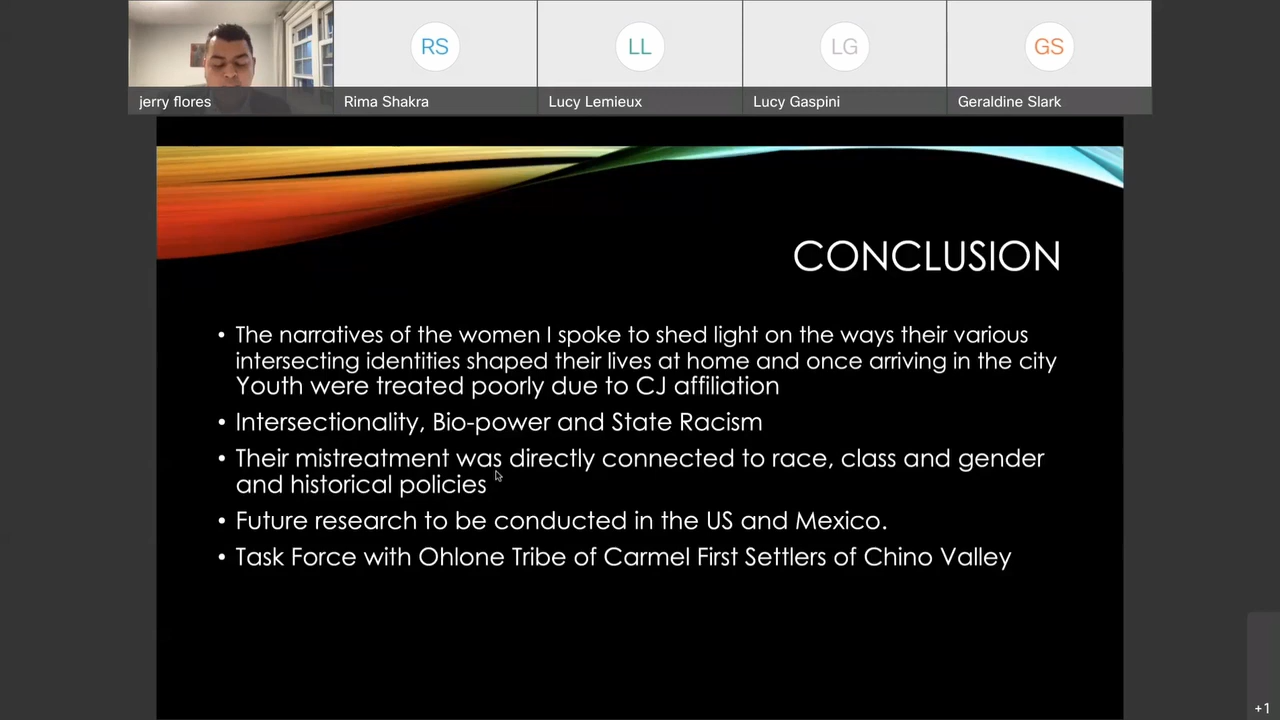 RS
LL
LG
GS
jerry flores
Rima Shakra
Lucy Lemieux
Lucy Gaspini
Geraldine Slark
CONCLUSION
• The narratives of the women I spoke to shed light on the ways their various
intersecting identities shaped their lives at home and once arriving in the city
Youth were treated poorly due to CJ affiliation
• Intersectionality, Bio-power and State Racism
• Their mistreatment was directly connected to race, class and gender
and historical policies
• Future research to be conducted in the US and Mexico.
• Task Force with Ohlone Tribe of Carmel First Settlers of Chino Valley
+1